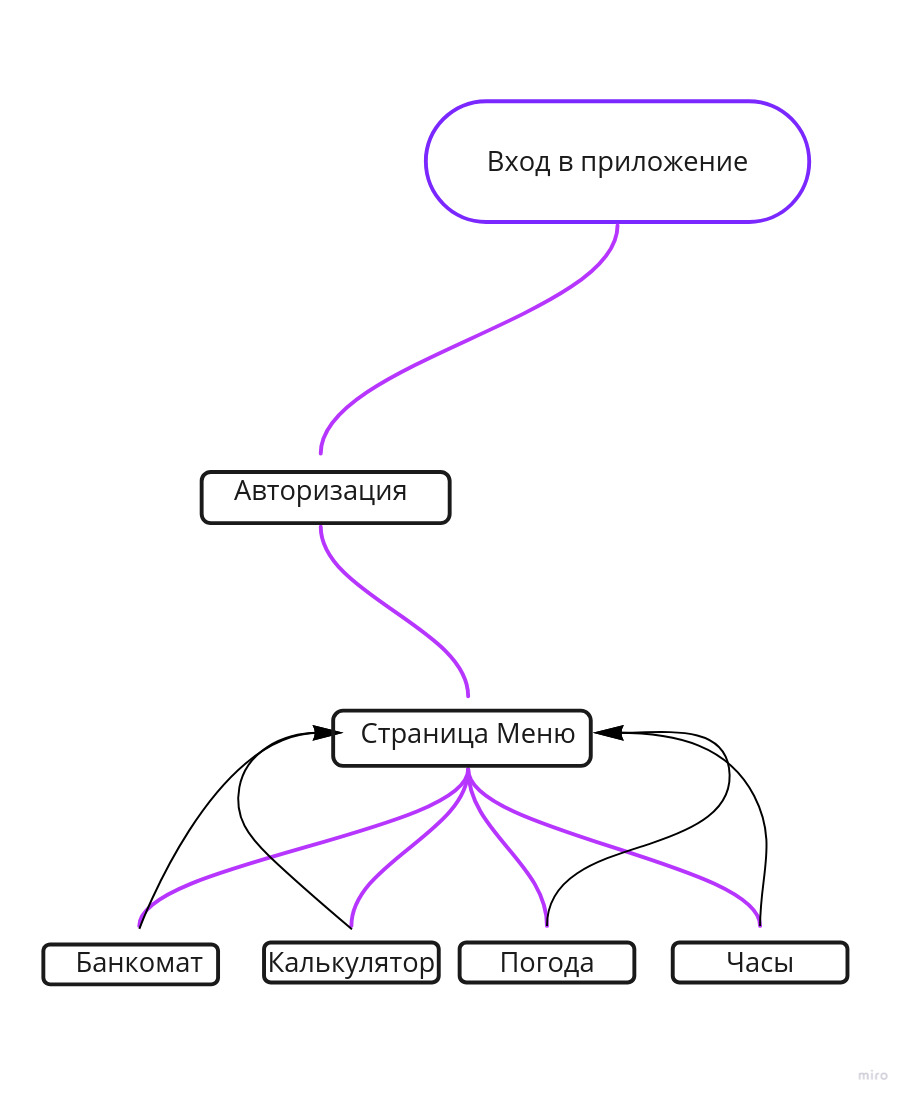 Вход в приложение
Авторизация
Страница Меню
Банкомат
Калькулятор
Погода
Часы
miro